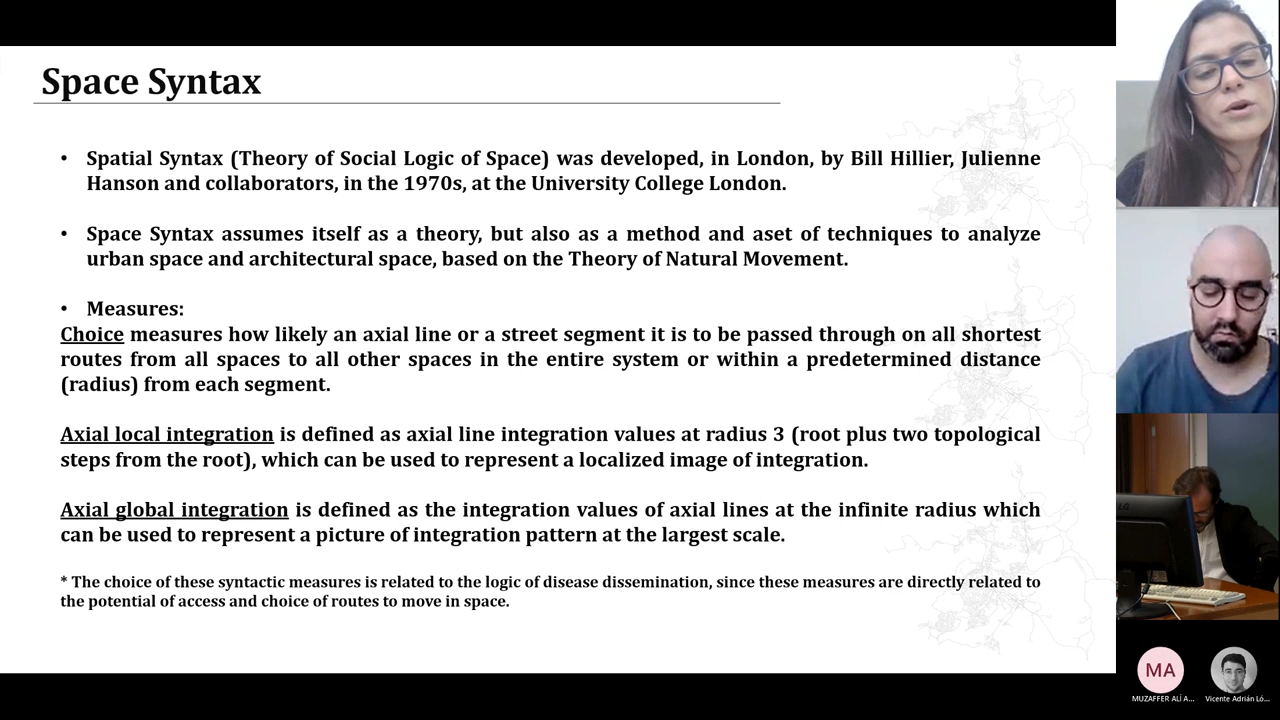 Space Syntax
• Spatial Syntax (Theory of Social Logic of Space) was developed, in London, by Bill Hillier, Julienne
Hanson and collaborators, in the 1970s, at the University College London.
• Space Syntax assumes itself as a theory, but also as a method and aset of techniques to analyze
urban space and architectural space, based on the Theory of Natural Movement.
• Measures:
Choice measures how likely an axial line or a street segment it is to be passed through on all shortest
routes from all spaces to all other spaces in the entire system or within a predetermined distance
(radius) from each segment.
Axial local integration is defined as axial line integration values at radius 3 (root plus two topological
steps from the root), which can be used to represent a localized image of integration.
Axial global integration is defined as the integration values of axial lines at the infinite radius which
can be used to represent a picture of integration pattern at the largest scale.
* The choice of these syntactic measures is related to the logic of disease dissemination, since these measures are directly related to
the potential of access and choice of routes to move in space.
LG
MA
MUZAFFER ALİ A...
Vicente Adrián Ló...